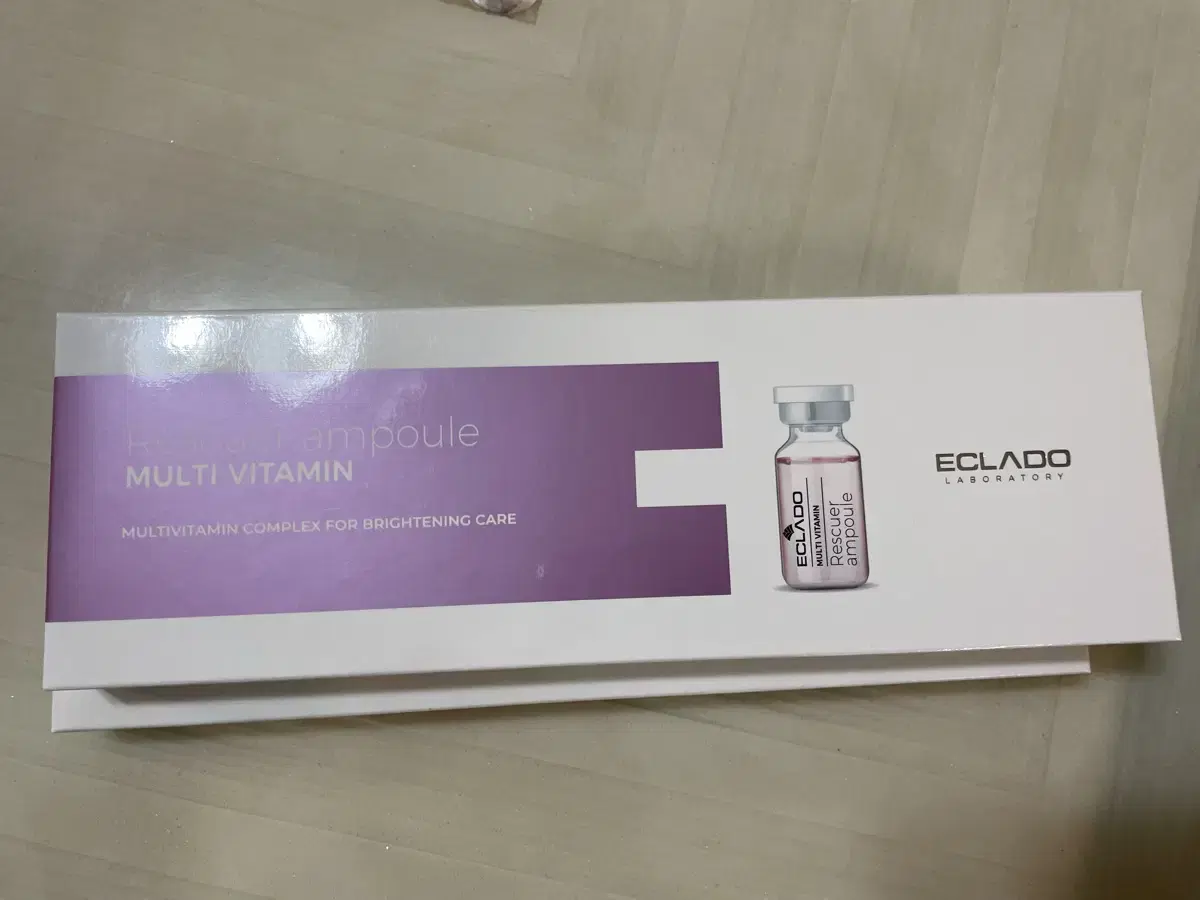 Rescuer ampoule
MULTI VITAMIN
MULTIVITAMIN COMPLEX FOR BRIGHTENING CARE
ECLADO
MULTI VITAMIN
Rescuer
ampoule
ECLADO
LABORATORY